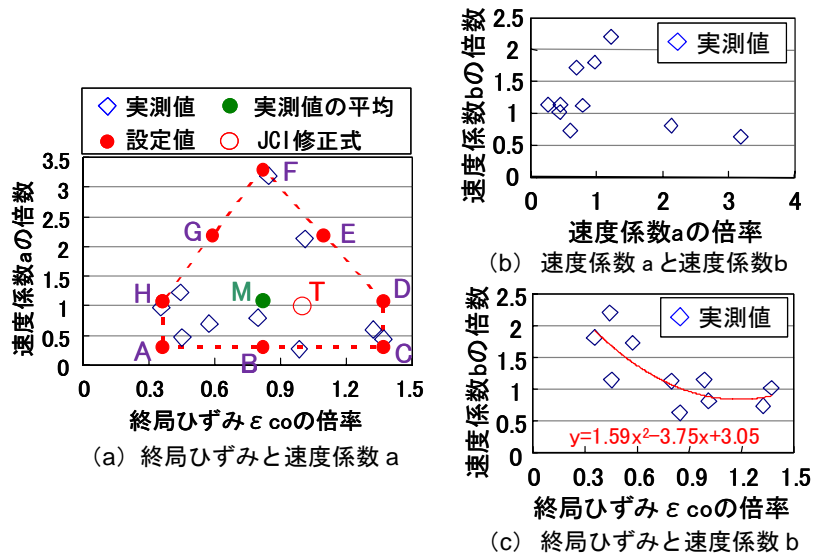 実測値
実測値の平均
設定値
JCI修正式
速度係数aの倍数
3.5
3
2.5
2
1.5
1
0.5
0
F
G
E
H
M
T
D
A
B
C
0 0.3 0.6 0.9 1.2 1.5
終局ひずみεcoの倍率
(a) 終局ひずみと速度係数 a
速度係数bの倍数
2.5
2
1.5
1
0.5
0
実測値
0 1 2 3 4
速度係数aの倍率
(b) 速度係数 a と速度係数b
速度係数bの倍数
2.5
2
1.5
1
0.5
0
実測値
y=1.59x²−3.75x+3.05
0 0.3 0.6 0.9 1.2 1.5
終局ひずみεcoの倍率
(c) 終局ひずみと速度係数 b